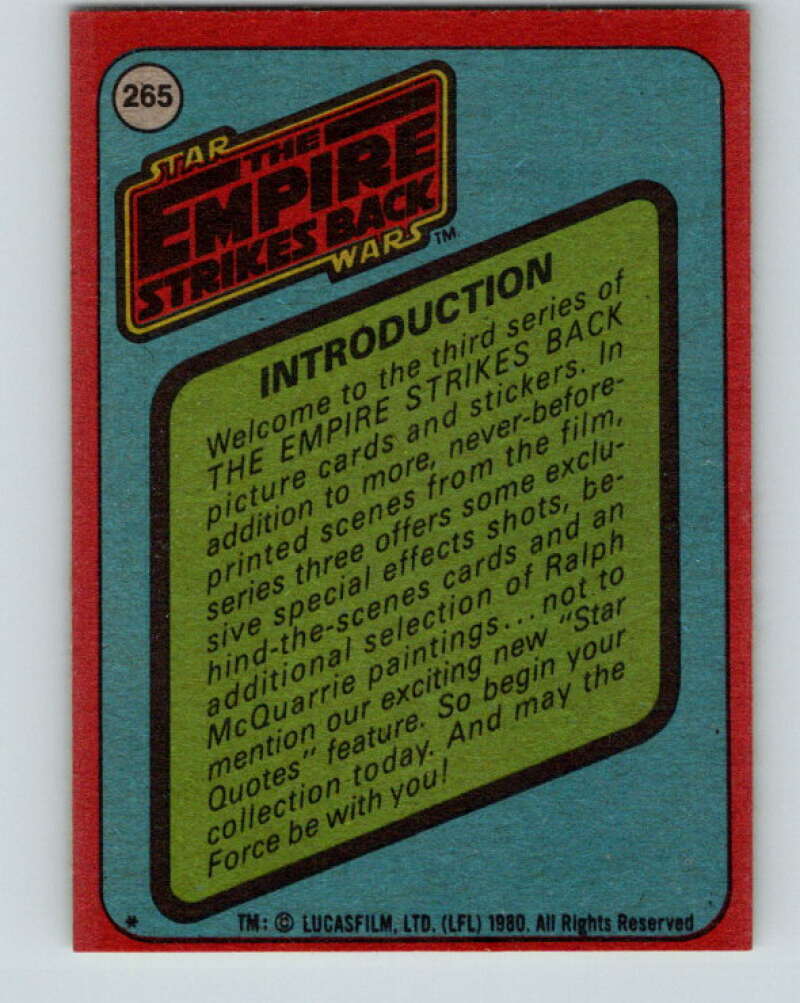 265
STAR
THE
EMPIRE
STRIKES BACK
WARS TM
INTRODUCTION
Welcome to the third series of
THE EMPIRE STRIKES BACK
picture cards and stickers. In
addition to more, never-before-
printed scenes from the film,
series three offers some exclu-
sive special effects shots, be-
hind-the-scenes cards and an
additional selection of Ralph
McQuarrie paintings...not to
mention our exciting new "Star
Quotes" feature. So begin your
collection today. And may the
Force be with you!
* TM: © LUCASFILM, LTD. (LFL) 1980. All Rights Reserved